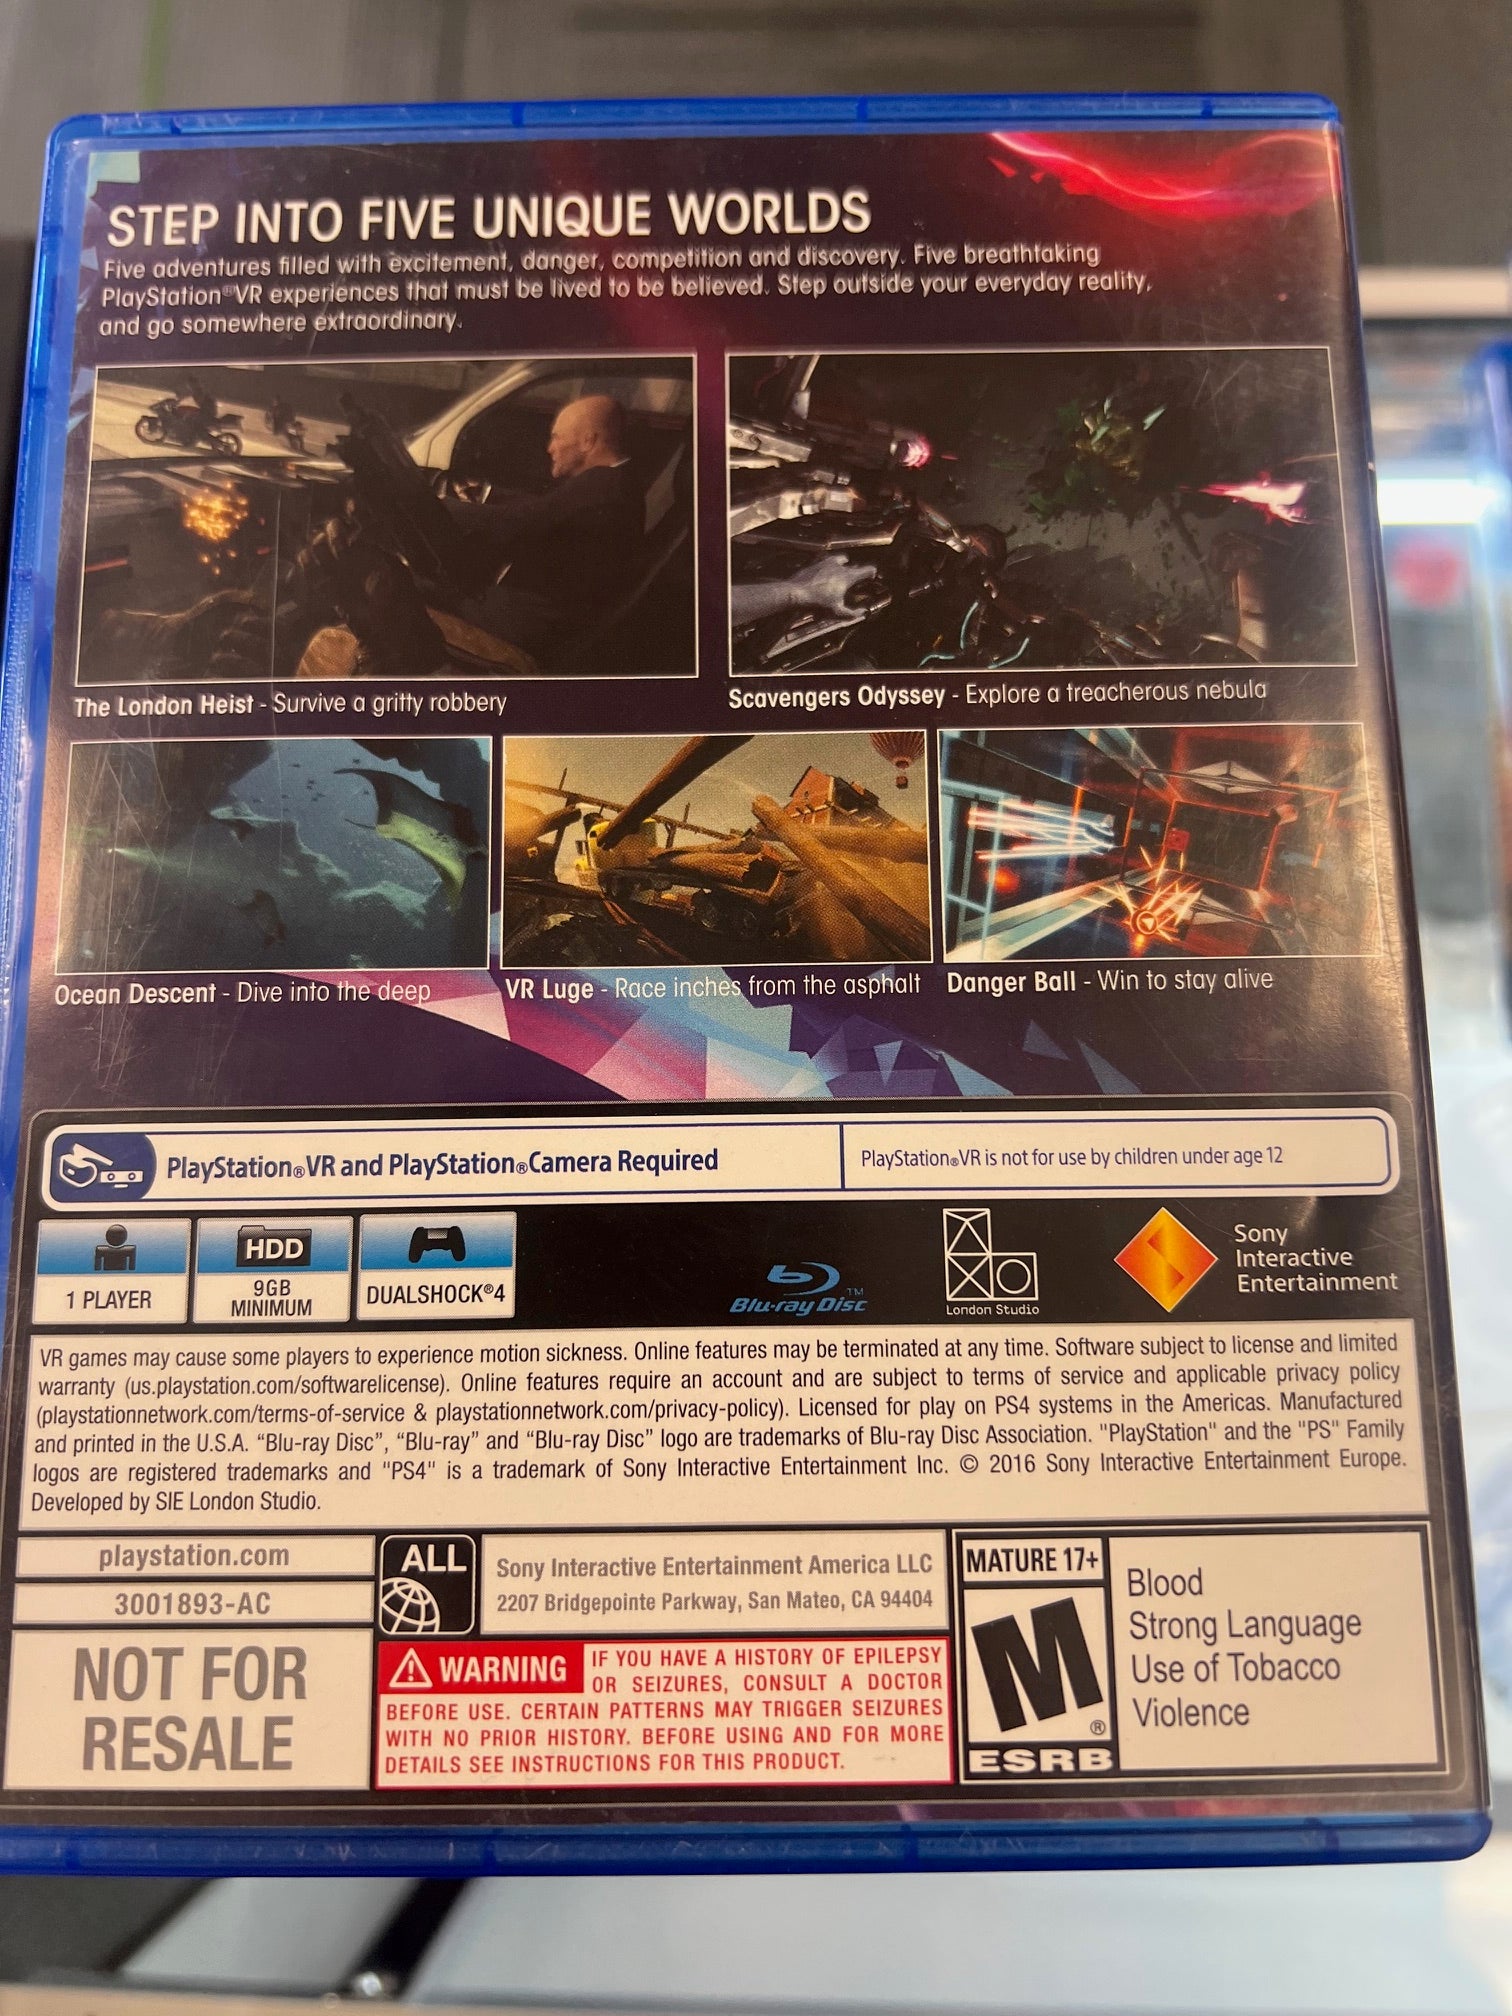 STEP INTO FIVE UNIQUE WORLDS
Five adventures filled with excitement, danger, competition and discovery. Five breathtaking
PlayStation®VR experiences that must be lived to be believed. Step outside your everyday reality,
and go somewhere extraordinary.
The London Heist - Survive a gritty robbery
Scavengers Odyssey - Explore a treacherous nebula
Ocean Descent - Dive into the deep
VR Luge - Race inches from the asphalt
Danger Ball - Win to stay alive
PlayStation®VR and PlayStation®Camera Required
PlayStation®VR is not for use by children under age 12
1 PLAYER
HDD
9GB
MINIMUM
DUALSHOCK®4
Blu-ray Disc™
London Studio
Sony
Interactive
Entertainment
VR games may cause some players to experience motion sickness. Online features may be terminated at any time. Software subject to license and limited
warranty (us.playstation.com/softwarelicense). Online features require an account and are subject to terms of service and applicable privacy policy
(playstationnetwork.com/terms-of-service & playstationnetwork.com/privacy-policy). Licensed for play on PS4 systems in the Americas. Manufactured
and printed in the U.S.A. “Blu-ray Disc”, “Blu-ray” and “Blu-ray Disc” logo are trademarks of Blu-ray Disc Association. "PlayStation" and the "PS" Family
logos are registered trademarks and "PS4" is a trademark of Sony Interactive Entertainment Inc. © 2016 Sony Interactive Entertainment Europe.
Developed by SIE London Studio.
playstation.com
3001893-AC
NOT FOR
RESALE
ALL
Sony Interactive Entertainment America LLC
2207 Bridgepointe Parkway, San Mateo, CA 94404
WARNING IF YOU HAVE A HISTORY OF EPILEPSY
OR SEIZURES, CONSULT A DOCTOR
BEFORE USE. CERTAIN PATTERNS MAY TRIGGER SEIZURES
WITH NO PRIOR HISTORY. BEFORE USING AND FOR MORE
DETAILS SEE INSTRUCTIONS FOR THIS PRODUCT.
MATURE 17+
M®
ESRB
Blood
Strong Language
Use of Tobacco
Violence